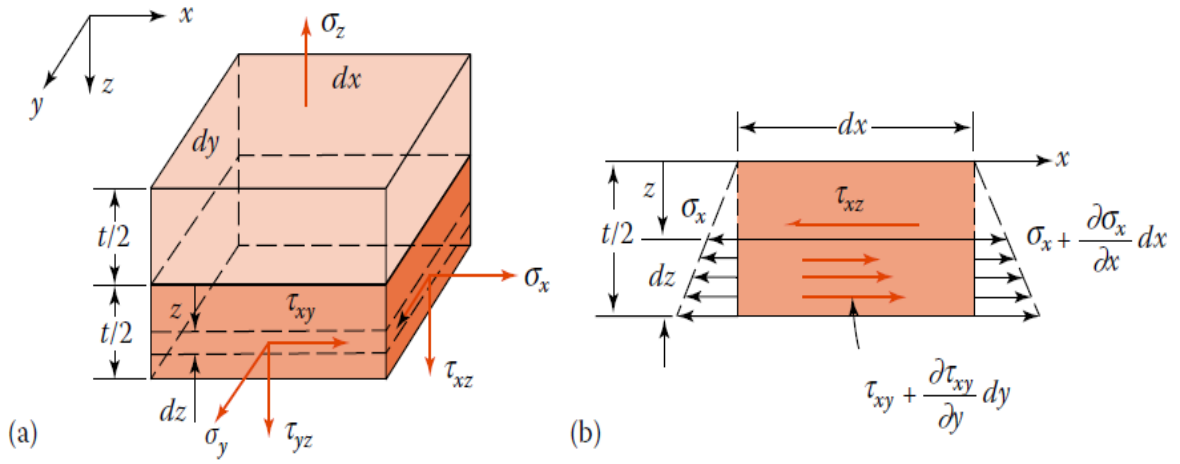 x
y
z
σz
dx
dy
t/2
t/2
z
dz
τxy
σx
τxz
σy
τyz
(a)
dx
x
z
t/2
σx
τxz
dz
σx + ∂σx/∂x dx
τxy + ∂τxy/∂y dy
(b)